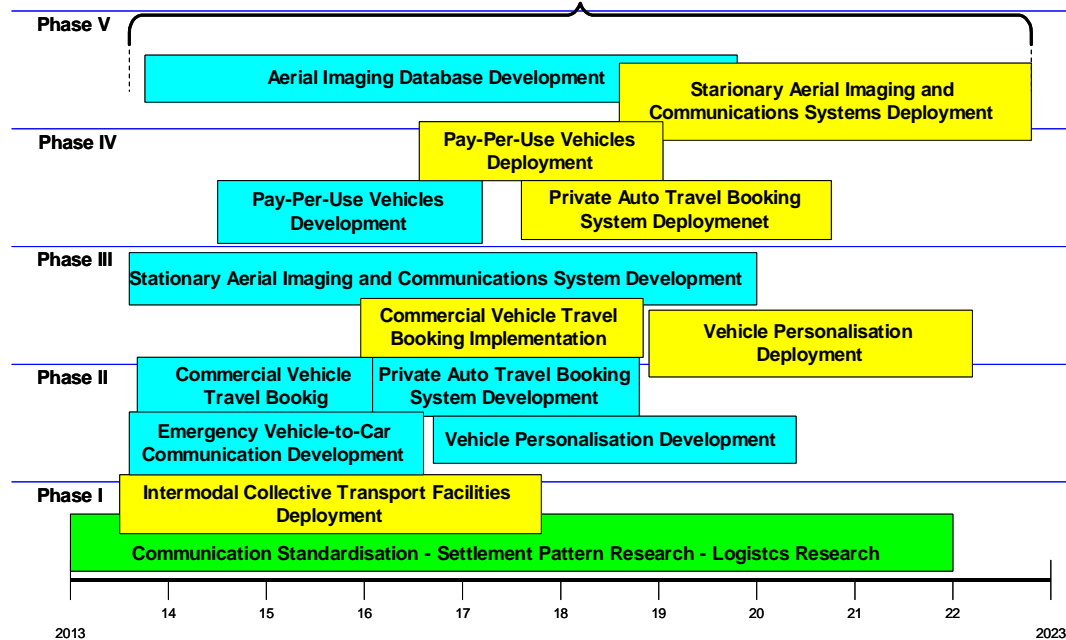 Phase V
Aerial Imaging Database Development
Starionary Aerial Imaging and
Communications Systems Deployment
Phase IV
Pay-Per-Use Vehicles
Deployment
Pay-Per-Use Vehicles
Development
Private Auto Travel Booking
System Deploymenet
Phase III
Stationary Aerial Imaging and Communications System Development
Commercial Vehicle Travel
Booking Implementation
Vehicle Personalisation
Deployment
Phase II
Commercial Vehicle
Travel Bookig
Private Auto Travel Booking
System Development
Emergency Vehicle-to-Car
Communication Development
Vehicle Personalisation Development
Phase I
Intermodal Collective Transport Facilities
Deployment
Communication Standardisation - Settlement Pattern Research - Logistcs Research
14 15 16 17 18 19 20 21 22
2013 2023